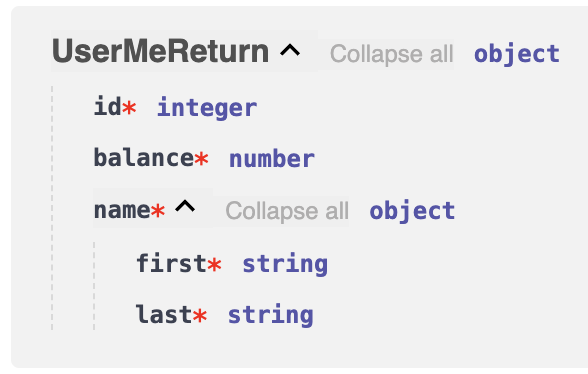 UserMeReturn Collapse all object
id* integer
balance* number
name* Collapse all object
first* string
last* string